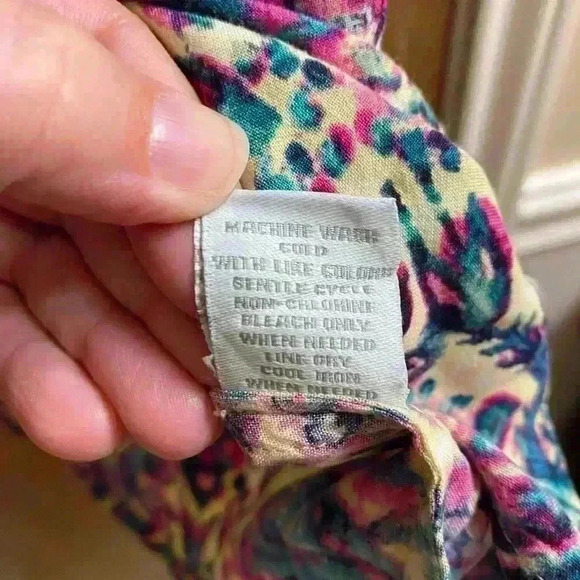 MACHINE WASH
COLD
WITH LIKE COLORS
GENTLE CYCLE
NON-CHLORINE
BLEACH ONLY
WHEN NEEDED
LINE DRY
COOL IRON
WHEN NEEDED